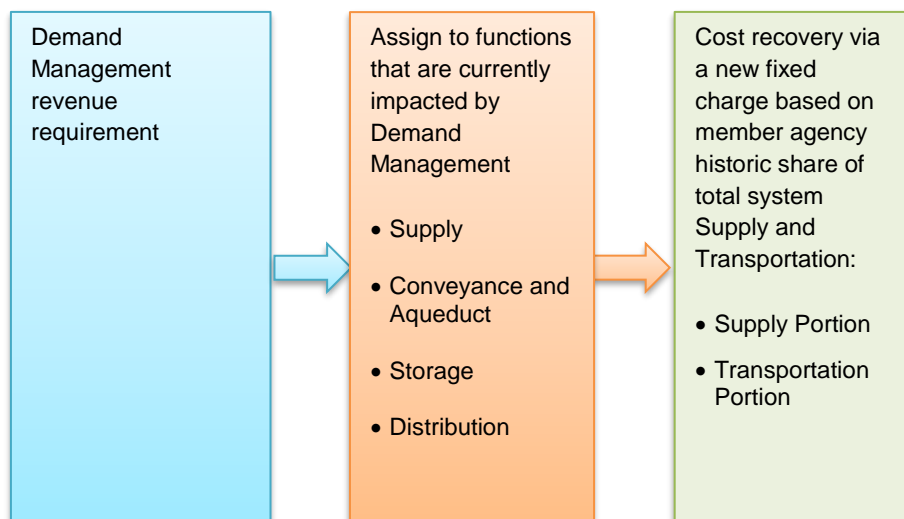 Demand
Management
revenue
requirement
Assign to functions
that are currently
impacted by
Demand
Management
• Supply
• Conveyance and
Aqueduct
• Storage
• Distribution
Cost recovery via
a new fixed
charge based on
member agency
historic share of
total system
Supply and
Transportation:
• Supply Portion
• Transportation
Portion